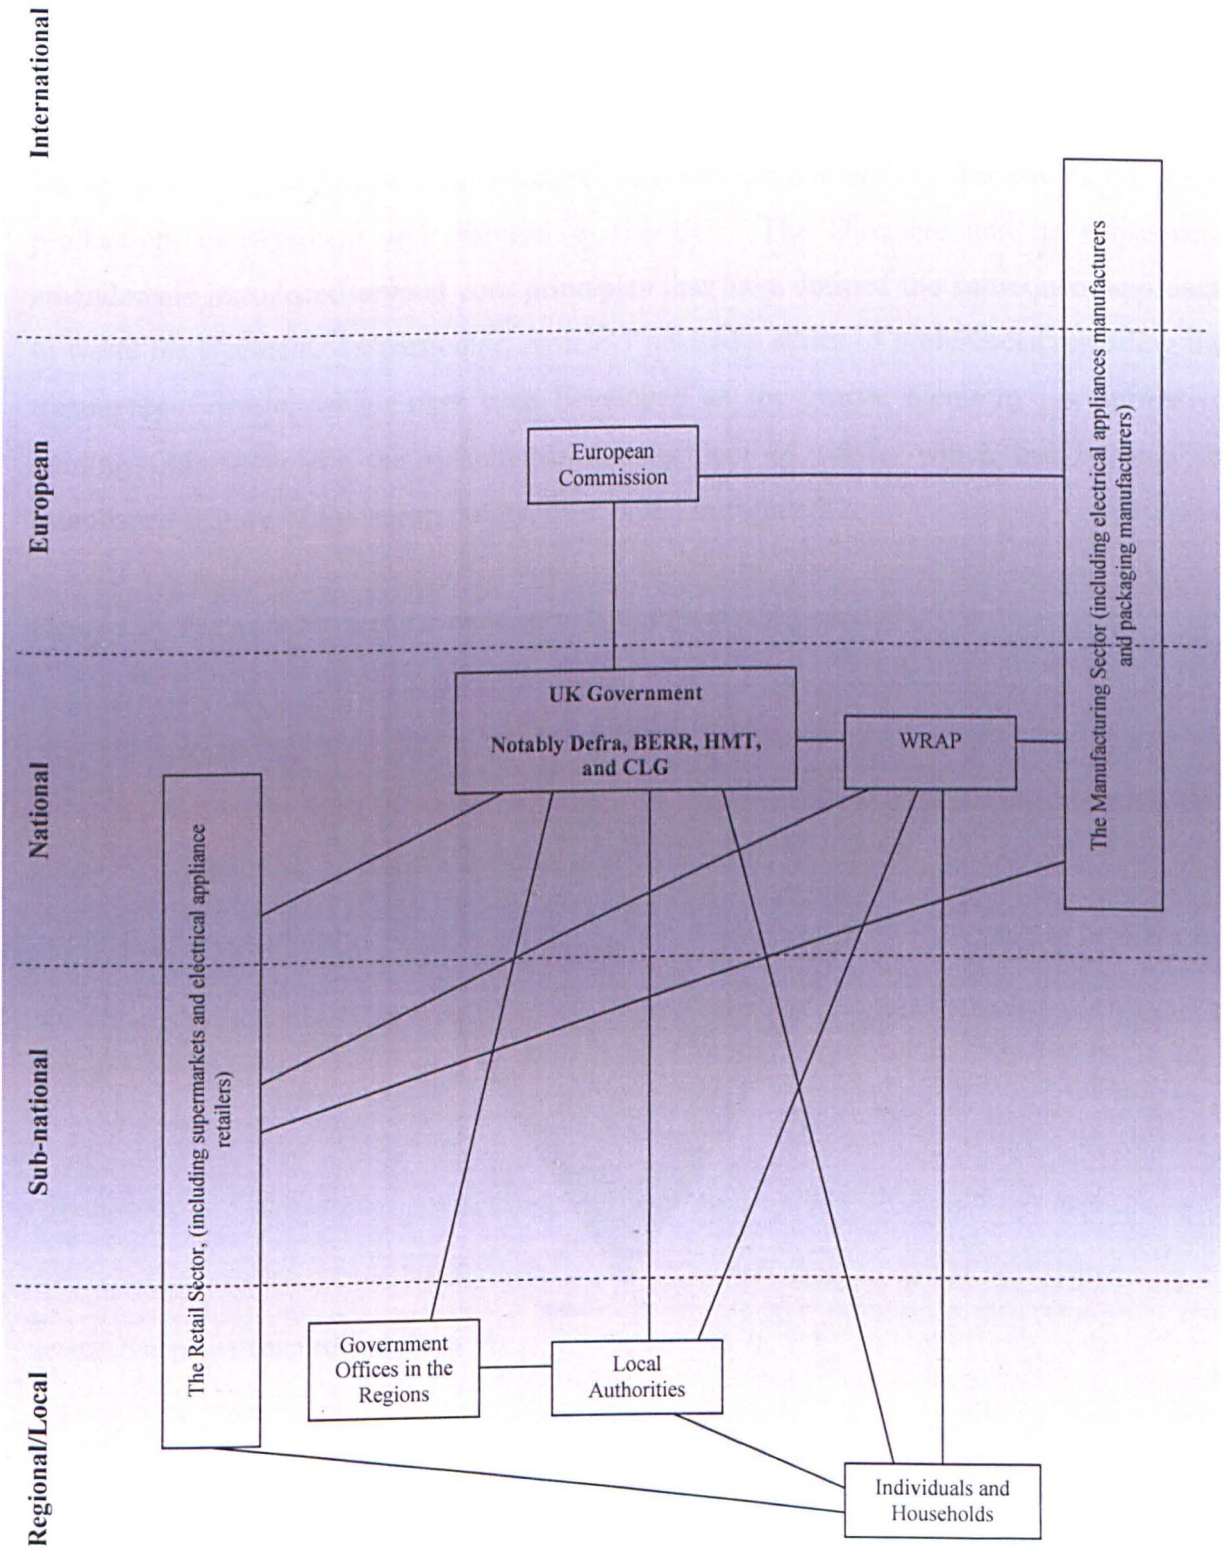 International
European
National
Sub-national
Regional/Local
European
Commission
UK Government
Notably Defra, BERR, HMT,
and CLG
WRAP
The Manufacturing Sector (including electrical appliances manufacturers
and packaging manufacturers)
The Retail Sector, (including supermarkets and electrical appliance
retailers)
Government
Offices in the
Regions
Local
Authorities
Individuals and
Households